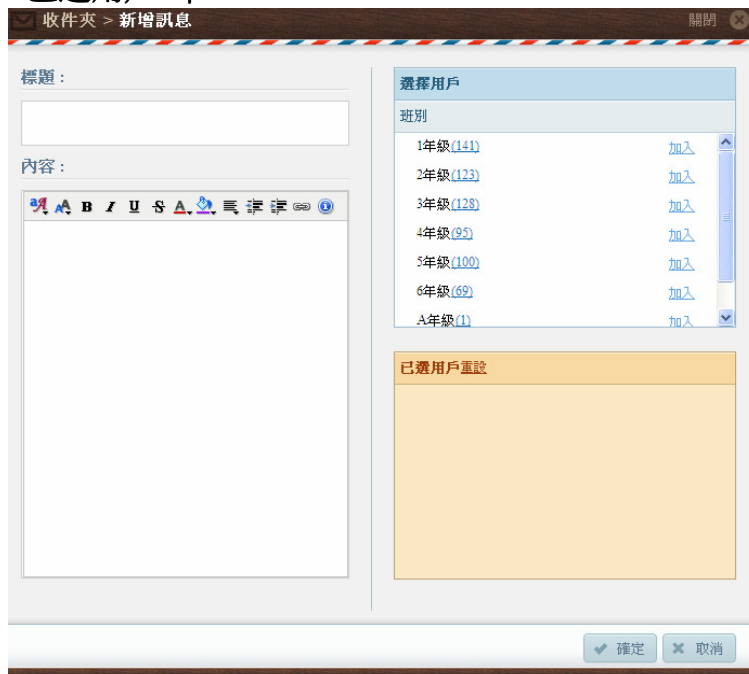 收件夾 > 新增訊息
關閉
標題：
內容：
B I U S A
選擇用戶
班別
1年級(141) 加入
2年級(123) 加入
3年級(128) 加入
4年級(95) 加入
5年級(100) 加入
6年級(69) 加入
A年級(1) 加入
已選用戶重設
確定
取消